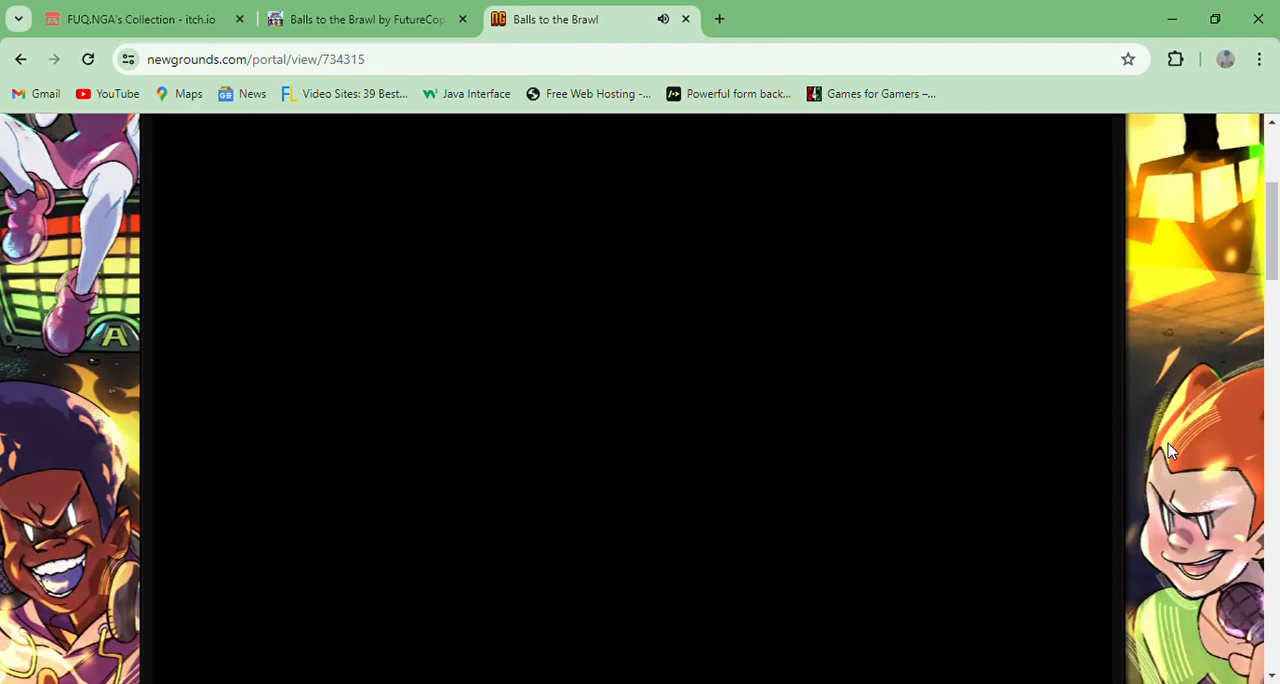 FUQ.NGA's Collection - itch.io
Balls to the Brawl by FutureCop
NG Balls to the Brawl
newgrounds.com/portal/view/734315
Gmail YouTube Maps News FL Video Sites: 39 Best... Java Interface Free Web Hosting -... Powerful form back... Games for Gamers –...
A